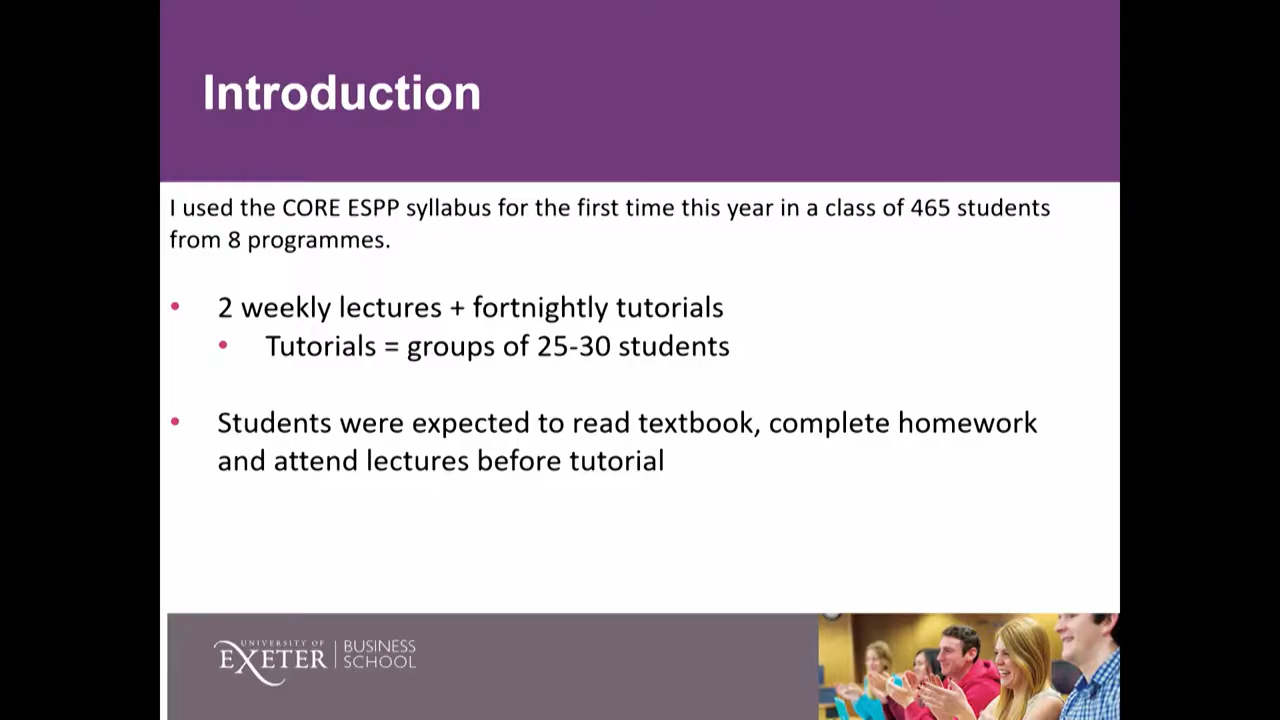 Introduction
I used the CORE ESPP syllabus for the first time this year in a class of 465 students
from 8 programmes.
• 2 weekly lectures + fortnightly tutorials
• Tutorials = groups of 25-30 students
• Students were expected to read textbook, complete homework
and attend lectures before tutorial
UNIVERSITY OF
EXETER
BUSINESS
SCHOOL